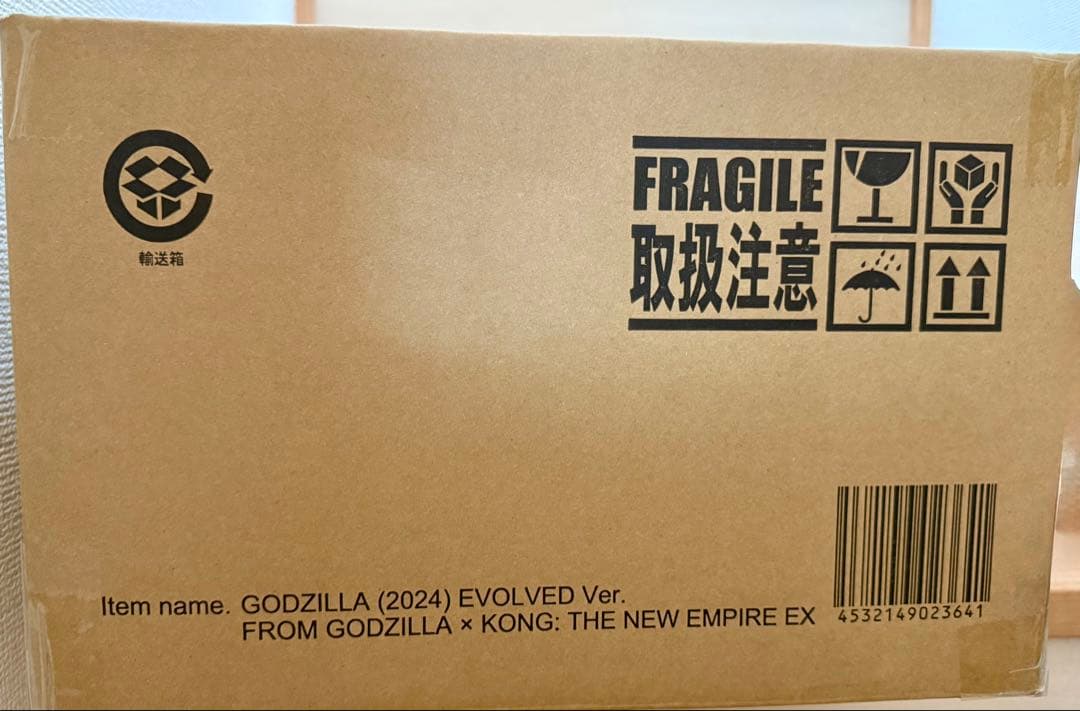 輸送箱
FRAGILE
取扱注意
Item name. GODZILLA (2024) EVOLVED Ver.
FROM GODZILLA × KONG: THE NEW EMPIRE EX
4532149023641